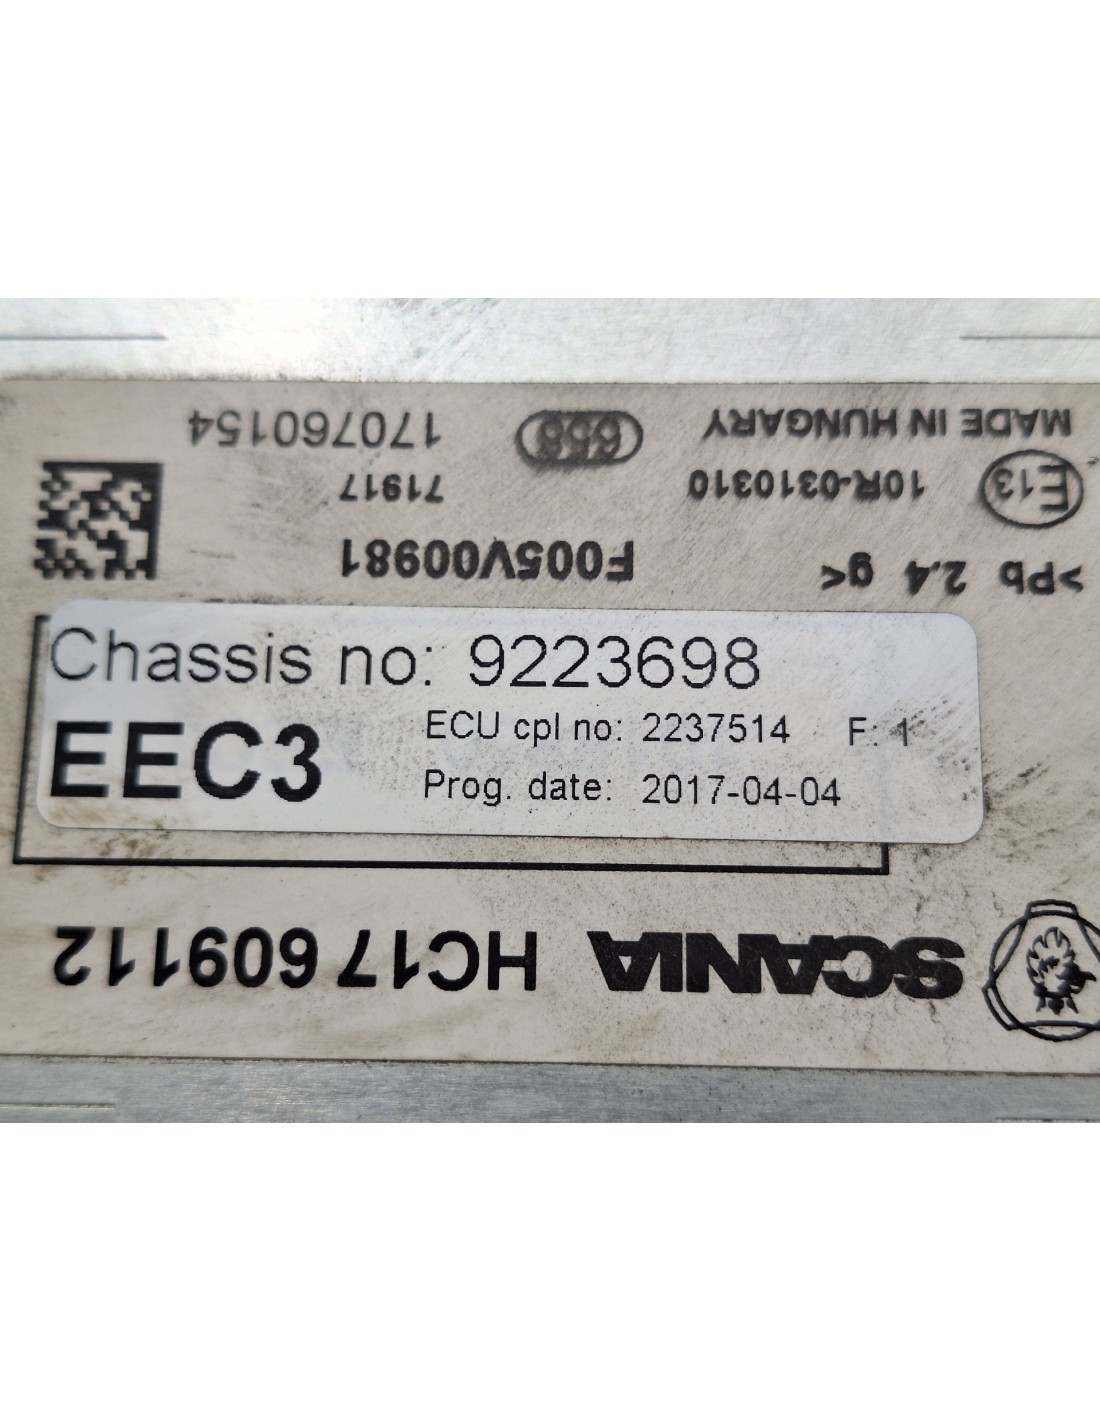 MADE IN HUNGARY 658 170760154
E13 10R-0310310 71917
>Pb 2.4 g< F005V00981
Chassis no: 9223698
EEC3 ECU cpl no: 2237514 F: 1
Prog. date: 2017-04-04
SCANIA HC17 609112